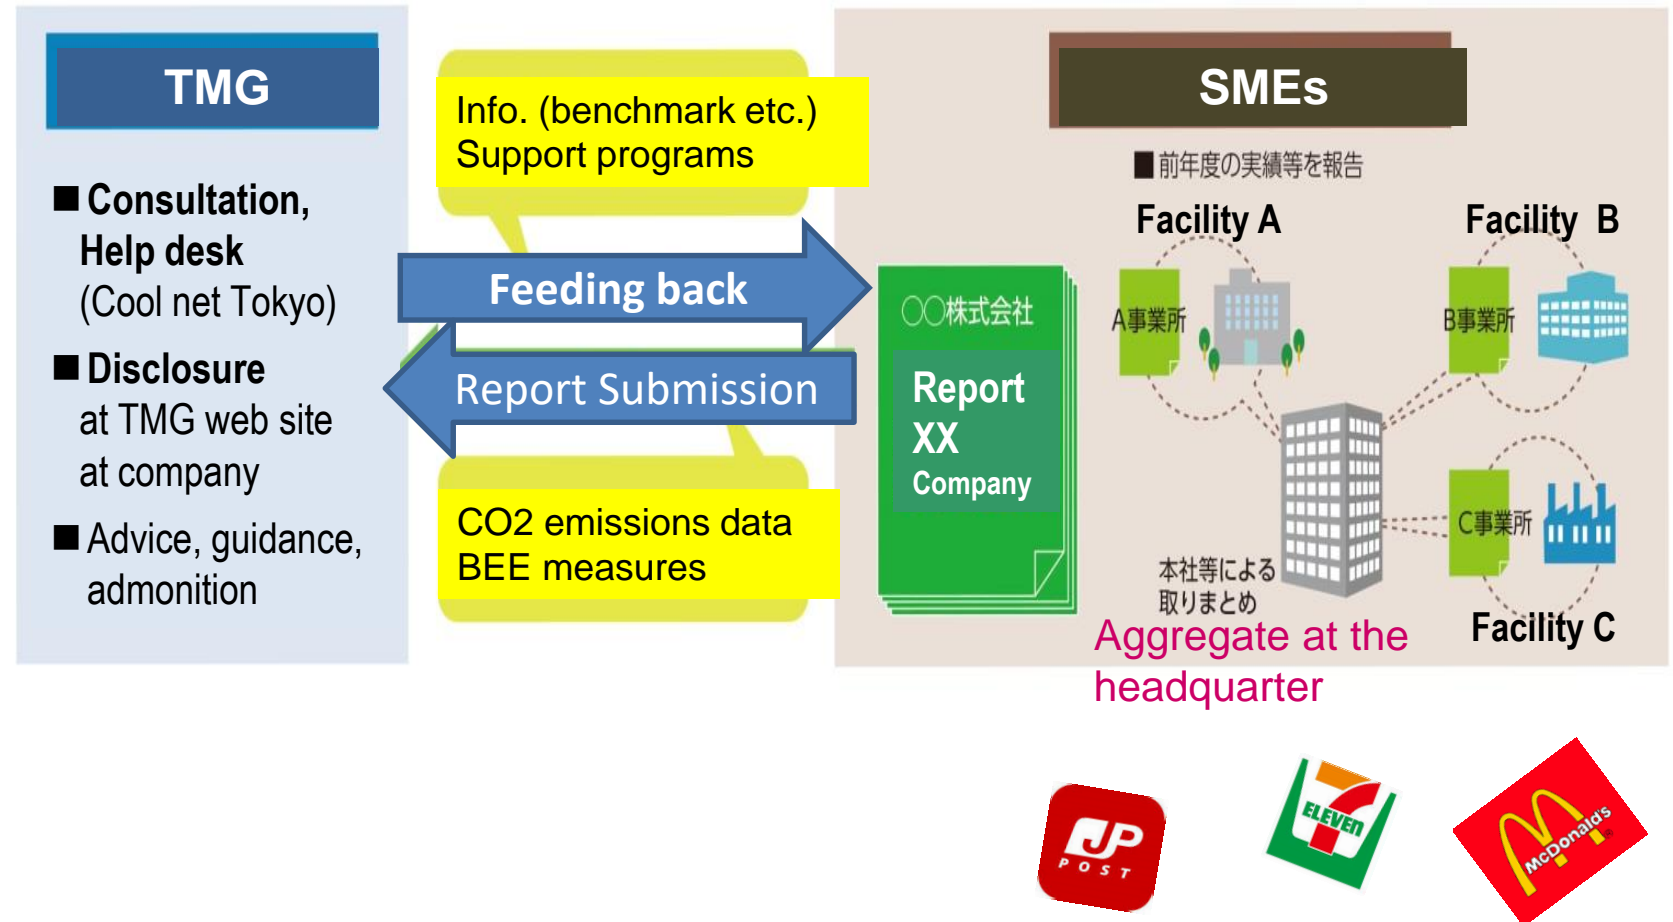 TMG
■ Consultation,
Help desk
(Cool net Tokyo)
■ Disclosure
at TMG web site
at company
■ Advice, guidance,
admonition
Info. (benchmark etc.)
Support programs
Feeding back
Report Submission
CO2 emissions data
BEE measures
SMEs
■前年度の実績等を報告
Facility A
Facility B
〇〇株式会社
Report
XX
Company
A事業所
B事業所
C事業所
本社等による
取りまとめ
Facility C
Aggregate at the
headquarter
JP
POST
7
ELEVEn
McDonald's
®